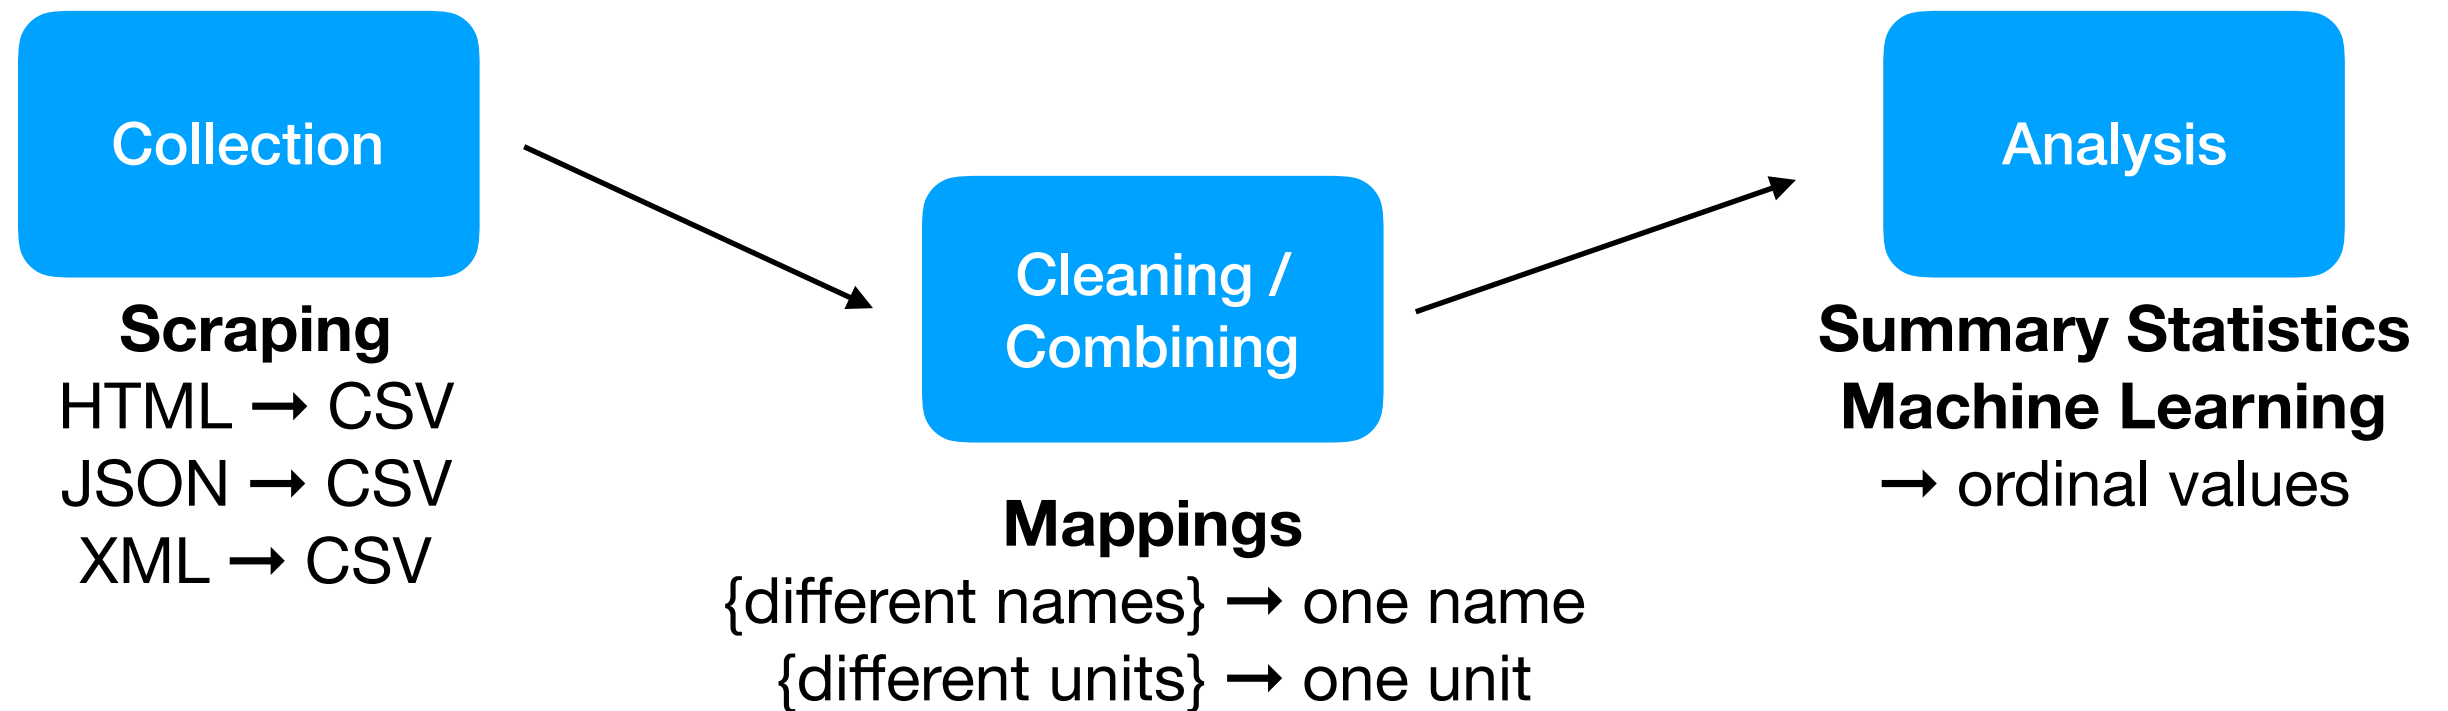 Collection
Scraping
HTML → CSV
JSON → CSV
XML → CSV
Cleaning /
Combining
Mappings
{different names} → one name
{different units} → one unit
Analysis
Summary Statistics
Machine Learning
→ ordinal values